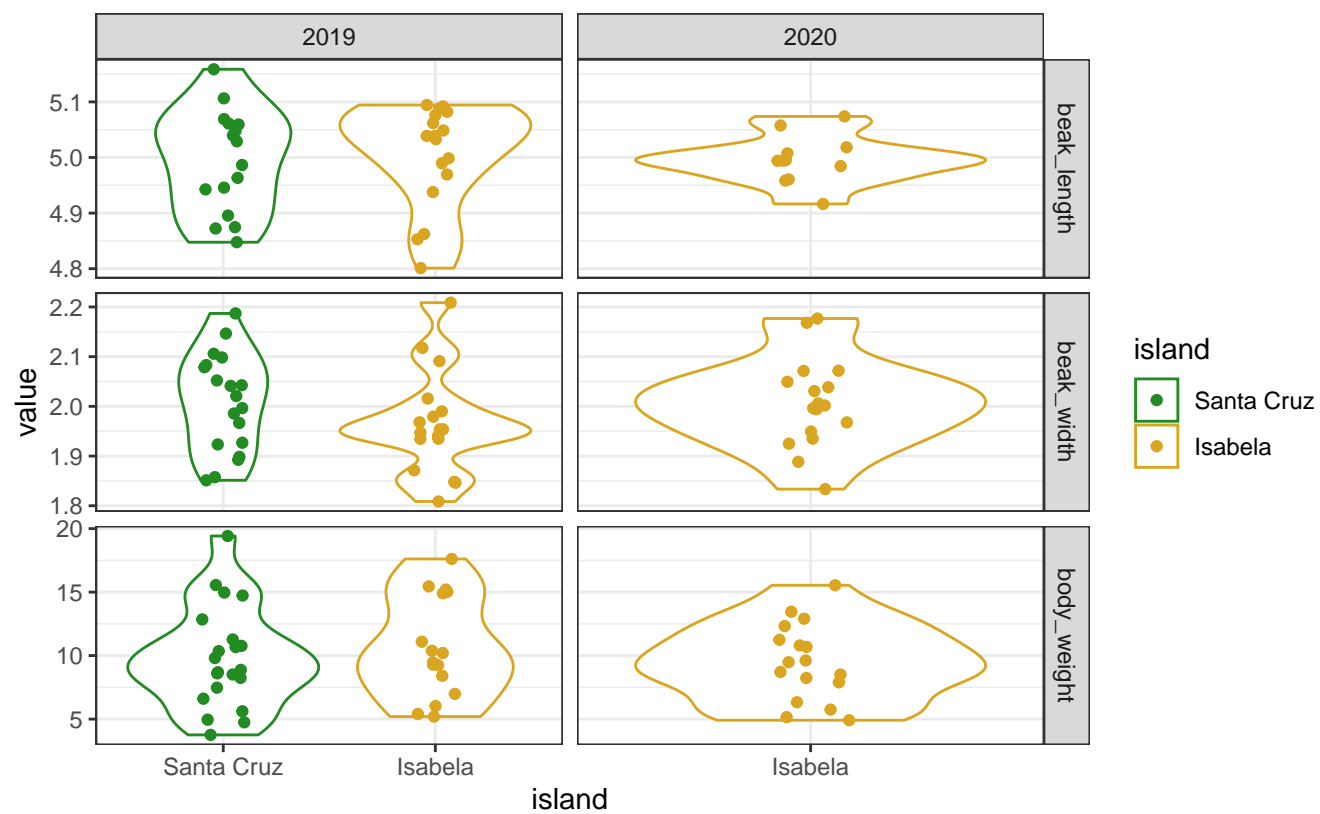 2019
2020
5.1
5.0
4.9
4.8
beak_length
2.2
2.1
2.0
1.9
1.8
beak_width
20
15
10
5
body_weight
value
Santa Cruz
Isabela
Isabela
island
island
Santa Cruz
Isabela